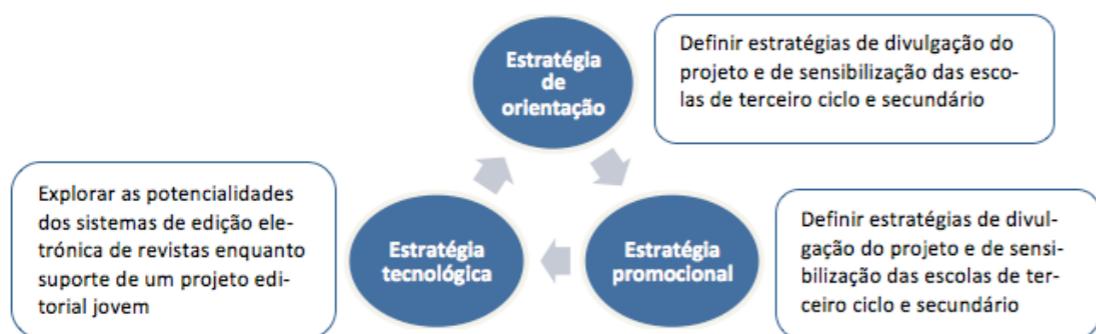 Estratégia
de
orientação
Definir estratégias de divulgação do
projeto e de sensibilização das esco-
las de terceiro ciclo e secundário
Explorar as potencialidades
dos sistemas de edição ele-
trónica de revistas enquanto
suporte de um projeto edi-
torial jovem
Estratégia
tecnológica
Estratégia
promocional
Definir estratégias de divul-
gação do projeto e de sensi-
bilização das escolas de ter-
ceiro ciclo e secundário